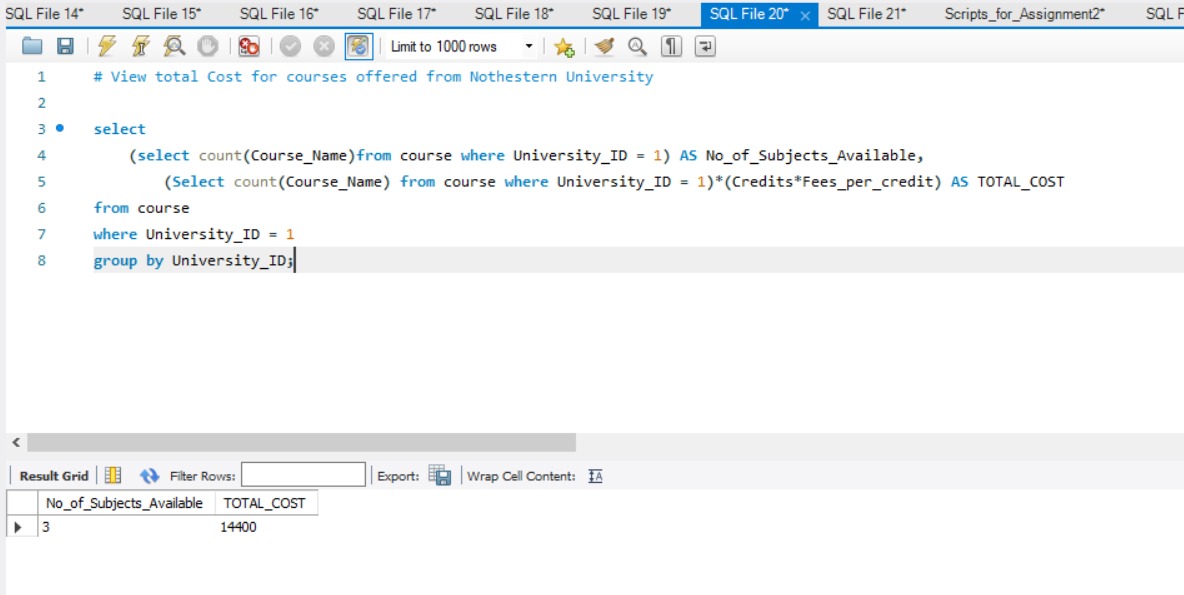 SQL File 14* SQL File 15* SQL File 16* SQL File 17* SQL File 18* SQL File 19* SQL File 20* SQL File 21* Scripts_for_Assignment2* SQL F
Limit to 1000 rows
1 # View total Cost for courses offered from Nothestern University
2
3 select
4 (select count(Course_Name)from course where University_ID = 1) AS No_of_Subjects_Available,
5 (Select count(Course_Name) from course where University_ID = 1)*(Credits*Fees_per_credit) AS TOTAL_COST
6 from course
7 where University_ID = 1
8 group by University_ID;
Result Grid Filter Rows: Export: Wrap Cell Content:
No_of_Subjects_Available TOTAL_COST
3 14400